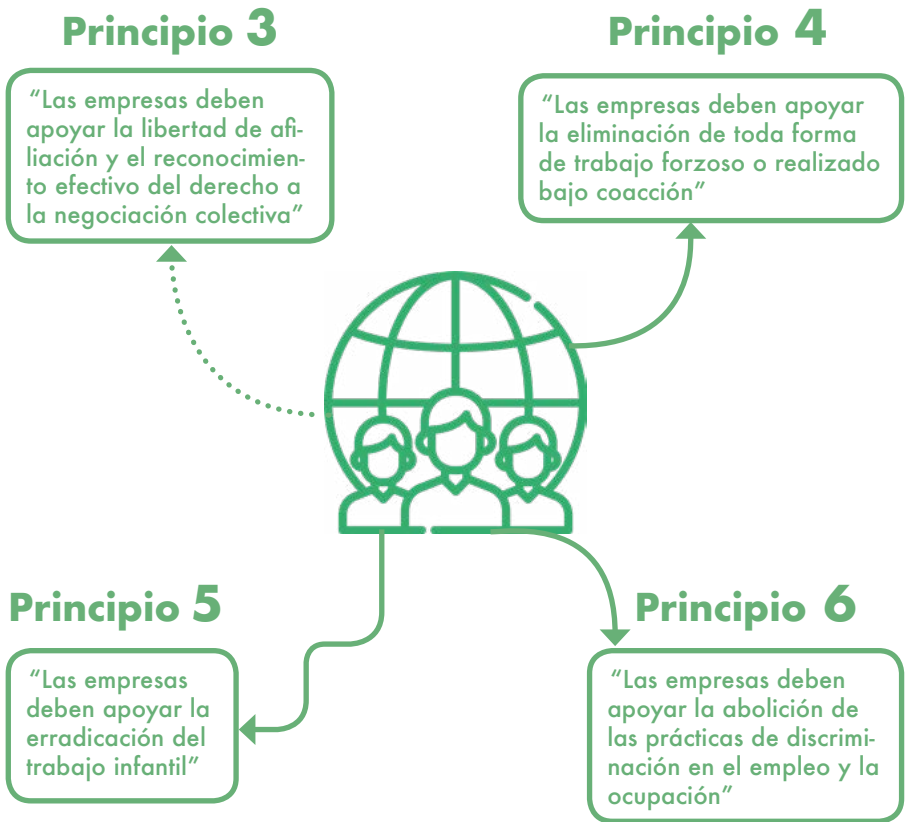 Principio 3
“Las empresas deben
apoyar la libertad de afi-
liación y el reconocimien-
to efectivo del derecho a
la negociación colectiva”
Principio 4
“Las empresas deben apoyar
la eliminación de toda forma
de trabajo forzoso o realizado
bajo coacción”
Principio 5
“Las empresas
deben apoyar la
erradicación del
trabajo infantil”
Principio 6
“Las empresas deben
apoyar la abolición de
las prácticas de discrimi-
nación en el empleo y la
ocupación”